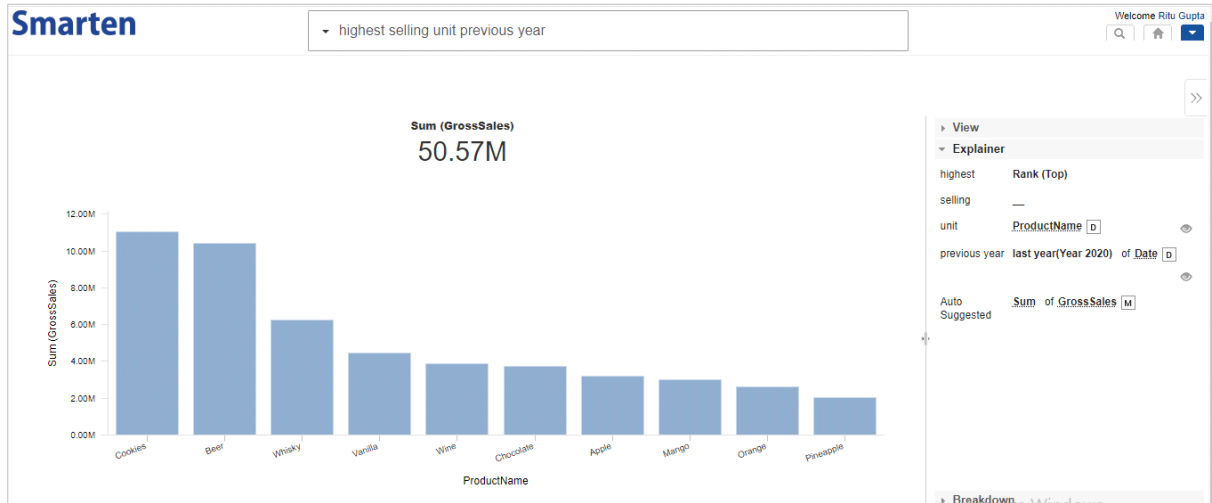 Smarten
highest selling unit previous year
Welcome Ritu Gupta
Sum (GrossSales)
50.57M
12.00M
10.00M
8.00M
6.00M
4.00M
2.00M
0.00M
Sum (GrossSales)
Cookies
Beer
Whisky
Vanilla
Wine
Chocolate
Apple
Mango
Orange
Pineapple
ProductName
View
Explainer
highest Rank (Top)
selling __
unit ProductName D
previous year last year(Year 2020) of Date D
Auto Suggested Sum of GrossSales M
Breakdown
Windows